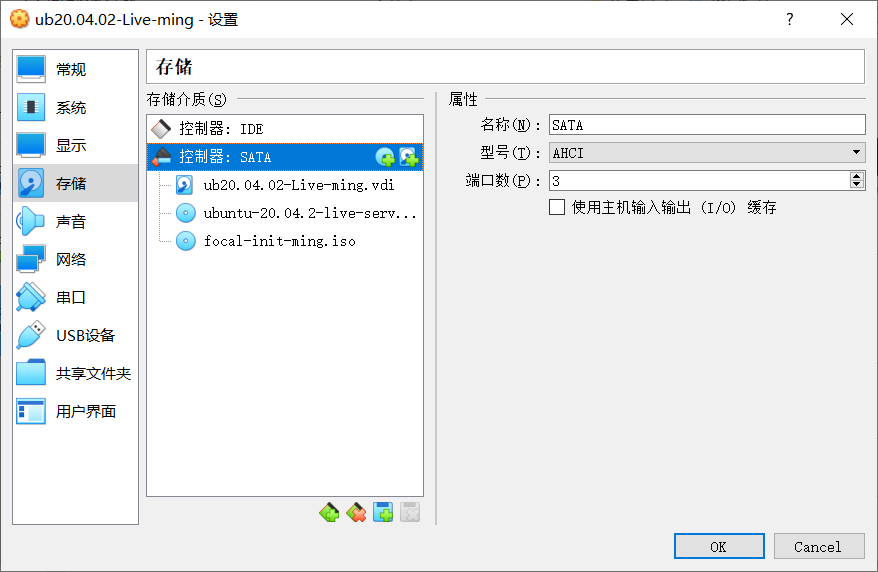 ub20.04.02-Live-ming - 设置
?
常规
系统
显示
存储
声音
网络
串口
USB设备
共享文件夹
用户界面
存储
存储介质(S)
控制器: IDE
控制器: SATA
ub20.04.02-Live-ming.vdi
ubuntu-20.04.2-live-serv...
focal-init-ming.iso
属性
名称(N): SATA
型号(T): AHCI
端口数(P): 3
使用主机输入输出 (I/O) 缓存
OK
Cancel